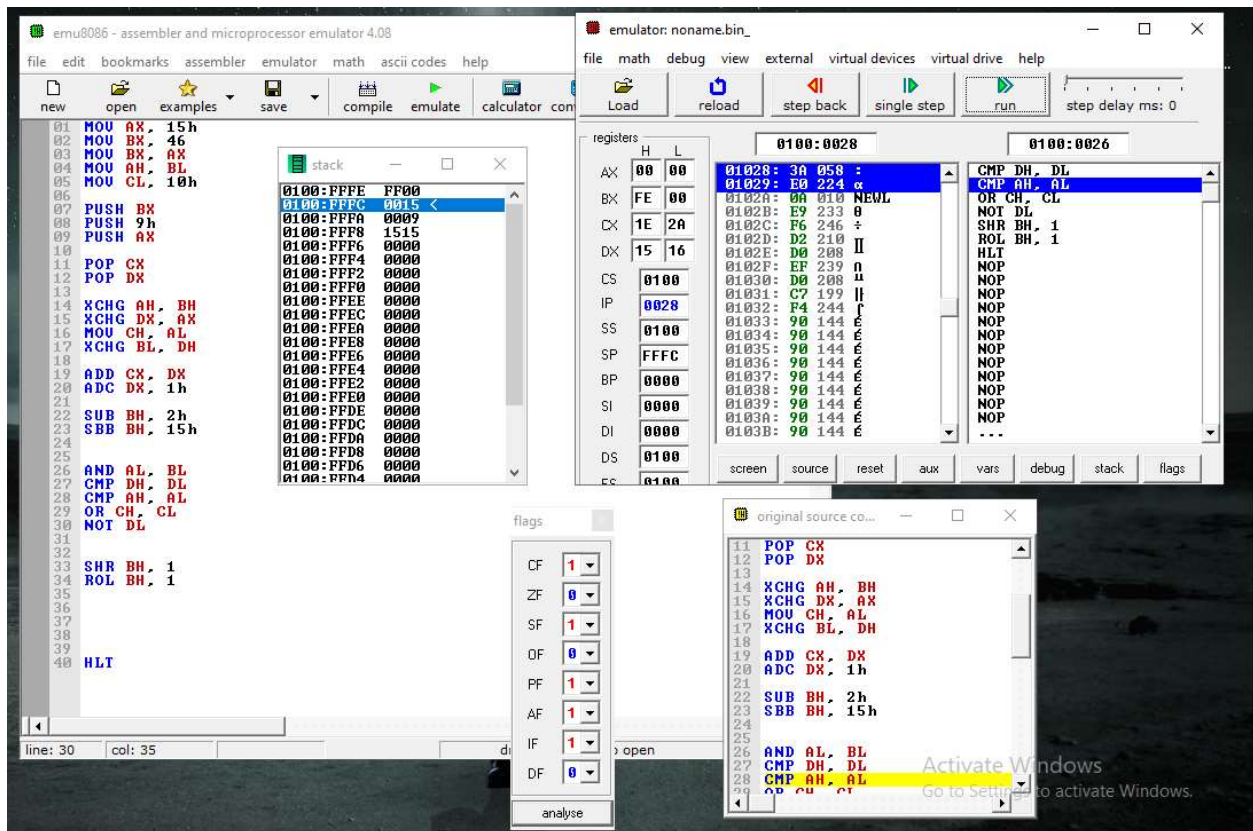 emu8086 - assembler and microprocessor emulator 4.08
file edit bookmarks assembler emulator math ascii codes help
new open examples save compile emulate calculator con
01 MOV AX, 15h
02 MOV BX, 46
03 MOV BX, AX
04 MOV AH, BL
05 MOV CL, 10h
06
07 PUSH BX
08 PUSH 9h
09 PUSH AX
10
11 POP CX
12 POP DX
13
14 XCHG AH, BH
15 XCHG DX, AX
16 MOV CH, AL
17 XCHG BL, DH
18
19 ADD CX, DX
20 ADC DX, 1h
21
22 SUB BH, 2h
23 SBB BH, 15h
24
25
26 AND AL, BL
27 CMP DH, DL
28 CMP AH, AL
29 OR CH, CL
30 NOT DL
31
32
33 SHR BH, 1
34 ROL BH, 1
35
36
37
38
39
40 HLT
line: 30 col: 35
stack
0100:FFFE FF00
0100:FFFC 0015 <
0100:FFFA 0009
0100:FFF8 1515
0100:FFF6 0000
0100:FFF4 0000
0100:FFF2 0000
0100:FFF0 0000
0100:FFEE 0000
0100:FFEC 0000
0100:FFEA 0000
0100:FFE8 0000
0100:FFE6 0000
0100:FFE4 0000
0100:FFE2 0000
0100:FFE0 0000
0100:FFDE 0000
0100:FFDC 0000
0100:FFDA 0000
0100:FFD8 0000
0100:FFD6 0000
0100:FFD4 0000
emulator: noname.bin_
file math debug view external virtual devices virtual drive help
Load reload step back single step run step delay ms: 0
registers
H L
AX 00 00
BX FE 00
CX 1E 2A
DX 15 16
CS 0100
IP 0028
SS 0100
SP FFFC
BP 0000
SI 0000
DI 0000
DS 0100
ES 0100
0100:0028
01028: 3A 058 :
01029: E0 224 α
0102A: 0A 010 NEWL
0102B: E9 233 θ
0102C: F6 246 ÷
0102D: D2 210 ╥
0102E: D0 208 ╨
0102F: EF 239 ∩
01030: D0 208 ╨
01031: C7 199 ╟
01032: F4 244 ⌠
01033: 90 144 É
01034: 90 144 É
01035: 90 144 É
01036: 90 144 É
01037: 90 144 É
01038: 90 144 É
01039: 90 144 É
0103A: 90 144 É
0103B: 90 144 É
0100:0026
CMP DH, DL
CMP AH, AL
OR CH, CL
NOT DL
SHR BH, 1
ROL BH, 1
HLT
NOP
NOP
NOP
NOP
NOP
NOP
NOP
NOP
NOP
NOP
NOP
NOP
...
screen source reset aux vars debug stack flags
flags
CF 1
ZF 0
SF 1
OF 0
PF 1
AF 1
IF 1
DF 0
analyse
o open
original source co...
11 POP CX
12 POP DX
13
14 XCHG AH, BH
15 XCHG DX, AX
16 MOV CH, AL
17 XCHG BL, DH
18
19 ADD CX, DX
20 ADC DX, 1h
21
22 SUB BH, 2h
23 SBB BH, 15h
24
25
26 AND AL, BL
27 CMP DH, DL
28 CMP AH, AL
29 OR CH, CL
Activate Windows
Go to Settings to activate Windows.